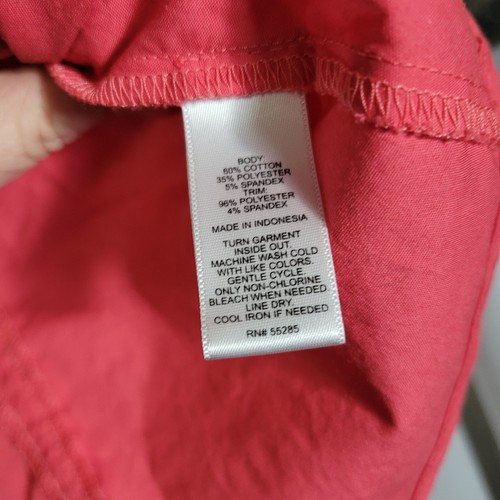 BODY
60% COTTON
35% POLYESTER
5% SPANDEX
TRIM:
96% POLYESTER
4% SPANDEX
MADE IN INDONESIA
TURN GARMENT
INSIDE OUT.
MACHINE WASH COLD
WITH LIKE COLORS.
GENTLE CYCLE.
ONLY NON-CHLORINE
BLEACH WHEN NEEDED
LINE DRY.
COOL IRON IF NEEDED
RN# 55285